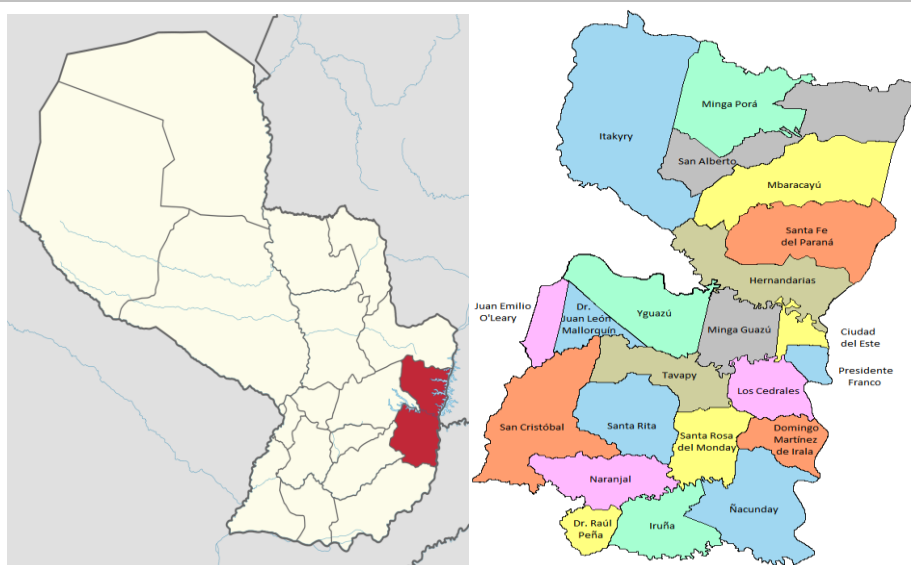 Minga Porá
Itakyry
San Alberto
Mbaracayú
Santa Fe
del Paraná
Hernandarias
Juan Emilio
O'Leary
Dr.
Juan León
Mallorquín
Yguazú
Minga Guazú
Ciudad
del Este
Presidente
Franco
Tavapy
Los Cedrales
San Cristóbal
Santa Rita
Santa Rosa
del Monday
Domingo
Martínez
de Irala
Naranjal
Ñacunday
Dr. Raúl
Peña
Iruña